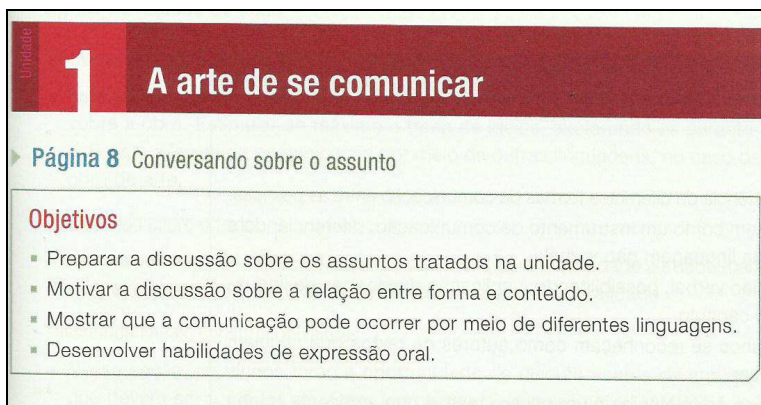 Unidade
1
A arte de se comunicar
Página 8 Conversando sobre o assunto
Objetivos
Preparar a discussão sobre os assuntos tratados na unidade.
Motivar a discussão sobre a relação entre forma e conteúdo.
Mostrar que a comunicação pode ocorrer por meio de diferentes linguagens.
Desenvolver habilidades de expressão oral.